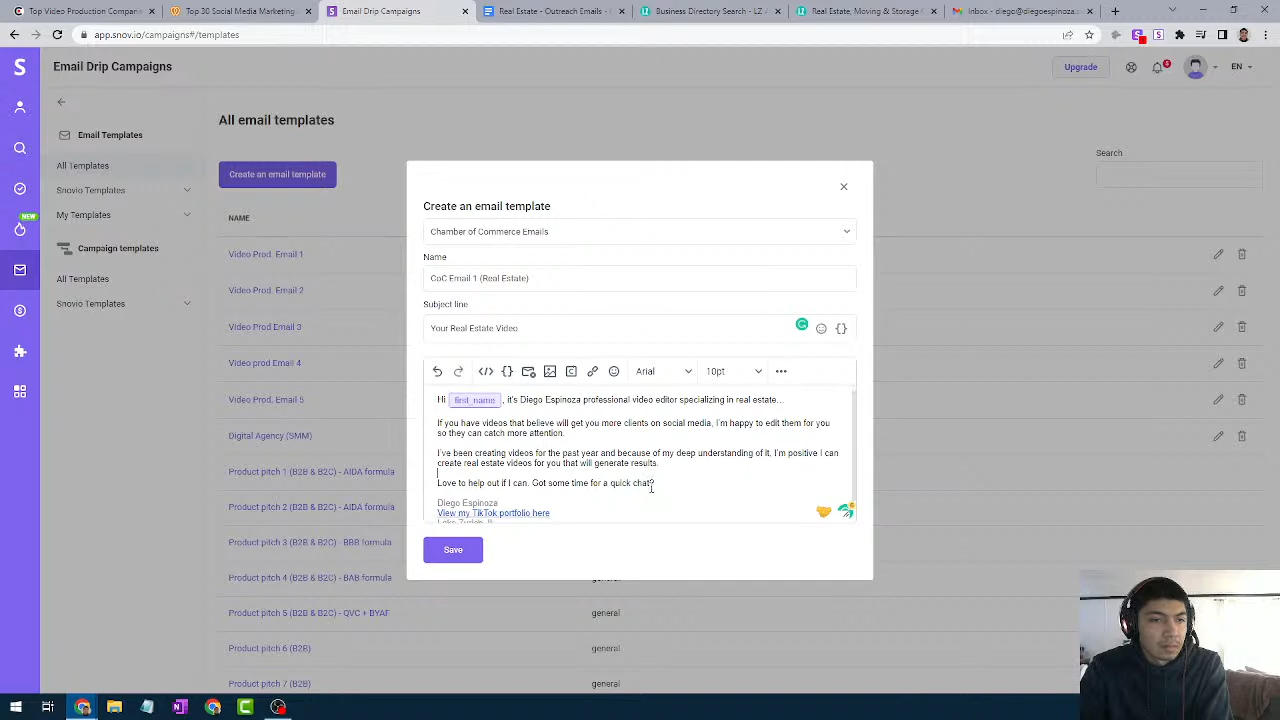 Top Video Production Compani
Top 30 Social Media Marketing
Email Drip Campaigns
Real Estate - Outreach Emails -
Business Directory Search - LZ
Real Estate, Moving & Storage
Inbox - diego@diegoespinoza.
app.snov.io/campaigns#/templates
S
Email Drip Campaigns
Upgrade
5
EN
Email Templates
All Templates
Snovio Templates
My Templates
Campaign templates
All Templates
Snovio Templates
NEW
All email templates
Create an email template
Search
NAME
Video Prod. Email 1
Video Prod. Email 2
Video Prod Email 3
Video prod Email 4
Video Prod. Email 5
Digital Agency (SMM)
Product pitch 1 (B2B & B2C) - AIDA formula
Product pitch 2 (B2B & B2C) - AIDA formula
Product pitch 3 (B2B & B2C) - BBB formula
Product pitch 4 (B2B & B2C) - BAB formula
Product pitch 5 (B2B & B2C) - QVC + BYAF
general
Product pitch 6 (B2B)
general
Product pitch 7 (B2B)
general
Create an email template
Chamber of Commerce Emails
Name
CoC Email 1 (Real Estate)
Subject line
Your Real Estate Video
Arial
10pt
Hi first_name , it's Diego Espinoza professional video editor specializing in real estate...
If you have videos that believe will get you more clients on social media, I'm happy to edit them for you
so they can catch more attention.
I've been creating videos for the past year and because of my deep understanding of it, I'm positive I can
create real estate videos for you that will generate results.
Love to help out if I can. Got some time for a quick chat?
Diego Espinoza
View my TikTok portfolio here
Save